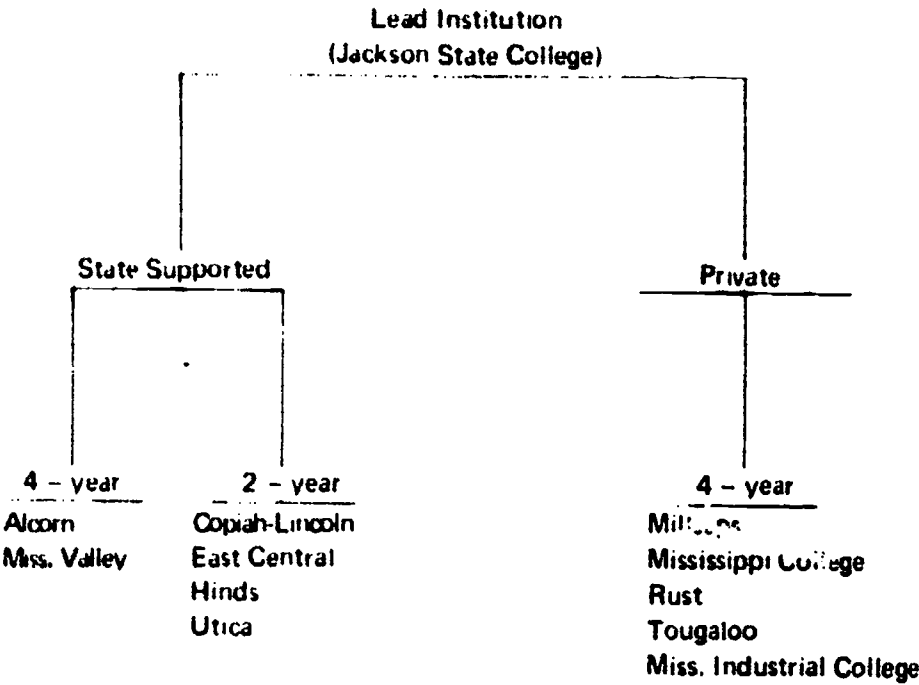 Lead Institution
(Jackson State College)
State Supported
Private
4 - year
Alcorn
Miss. Valley
2 - year
Copiah-Lincoln
East Central
Hinds
Utica
4 - year
Mississippi College
Rust
Tougaloo
Miss. Industrial College